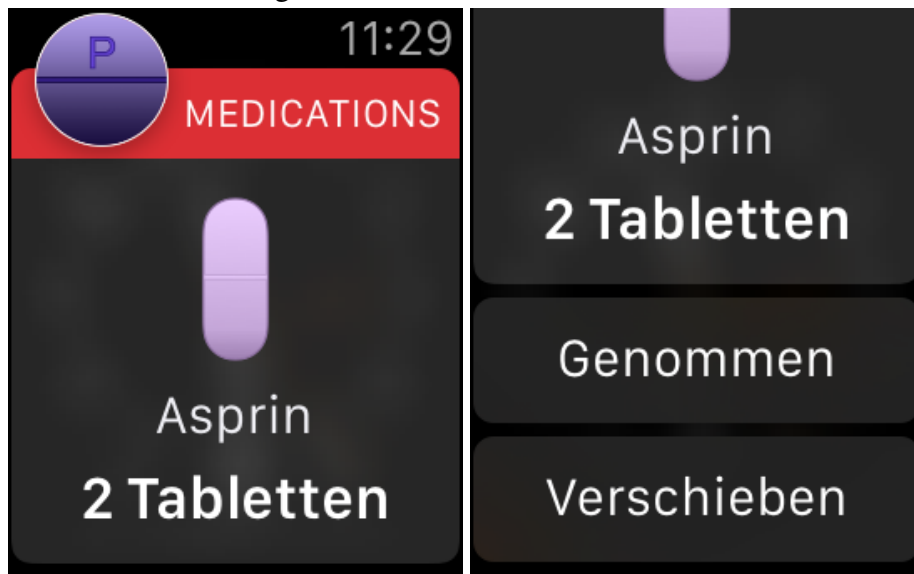 11:29
P
MEDICATIONS
Asprin
2 Tabletten
Asprin
2 Tabletten
Genommen
Verschieben